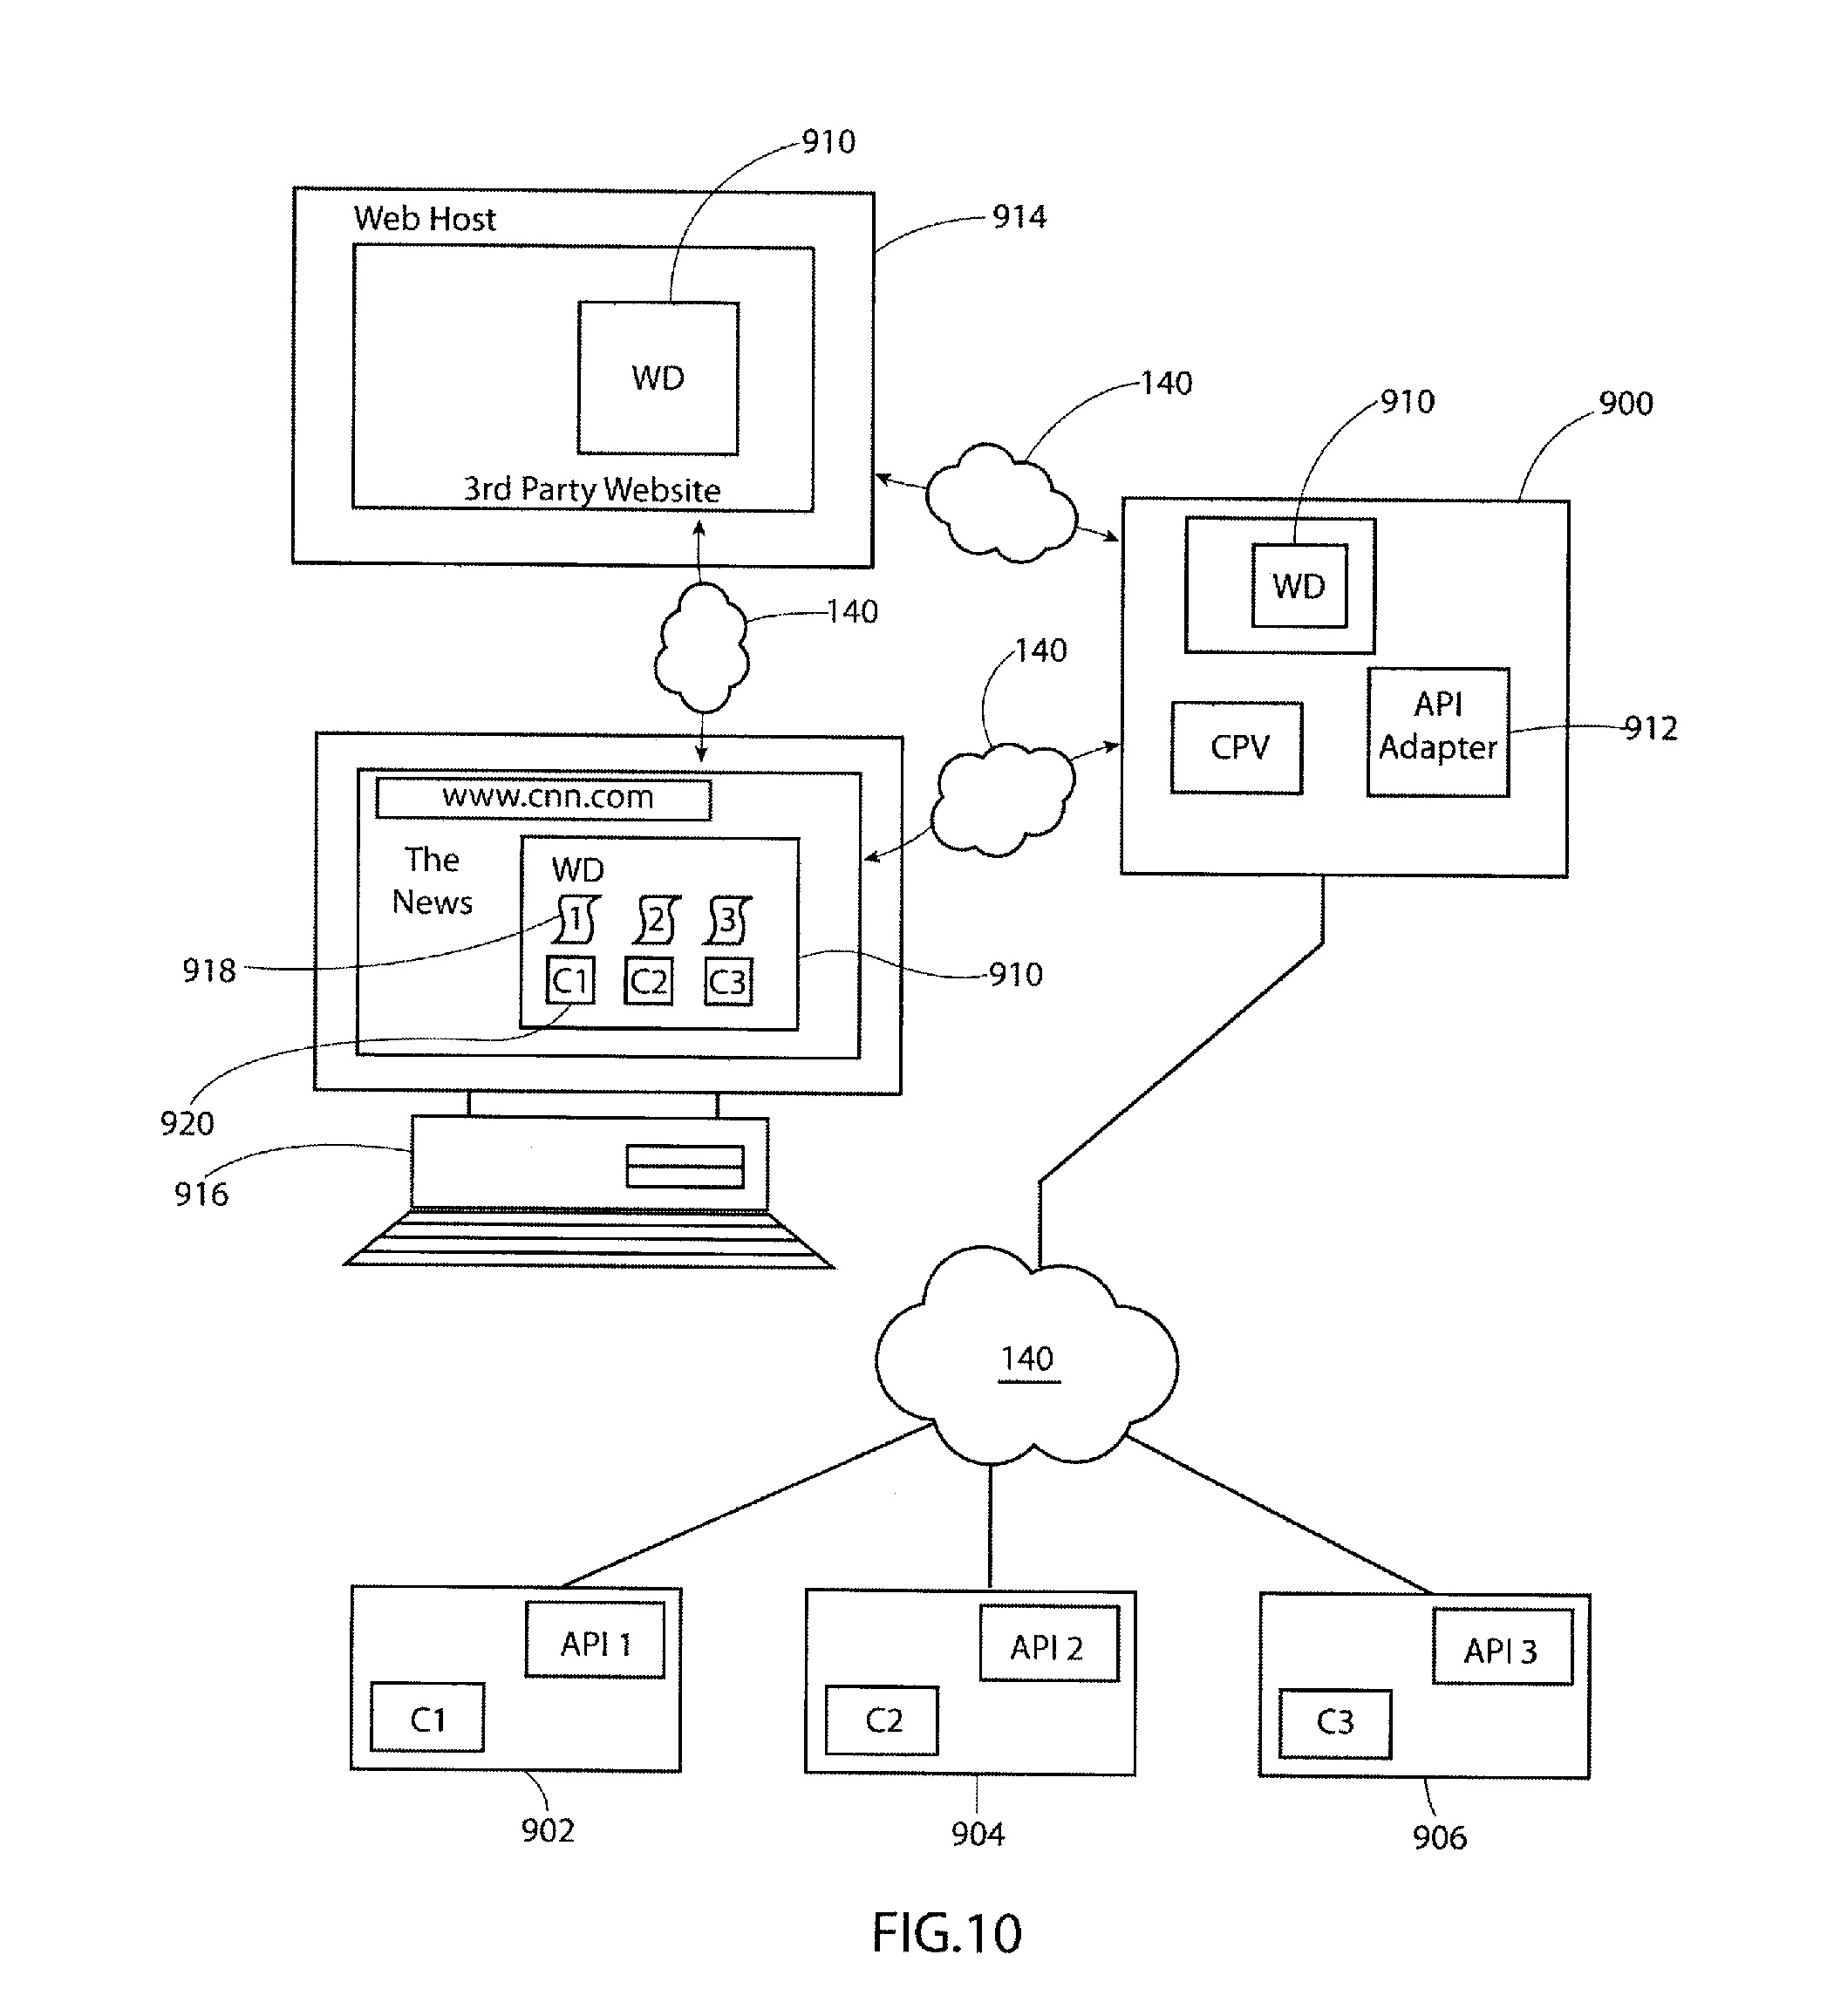 910
Web Host
914
WD
3rd Party Website
140
910
900
WD
140
140
API
Adapter
912
CPV
www.cnn.com
The
News
WD
1 2 3
918
C1 C2 C3
910
920
916
140
API 1
C1
API 2
C2
API 3
C3
902
904
906
FIG.10